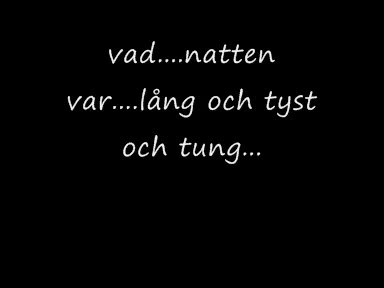 vad....natten
var....lång och tyst
och tung...